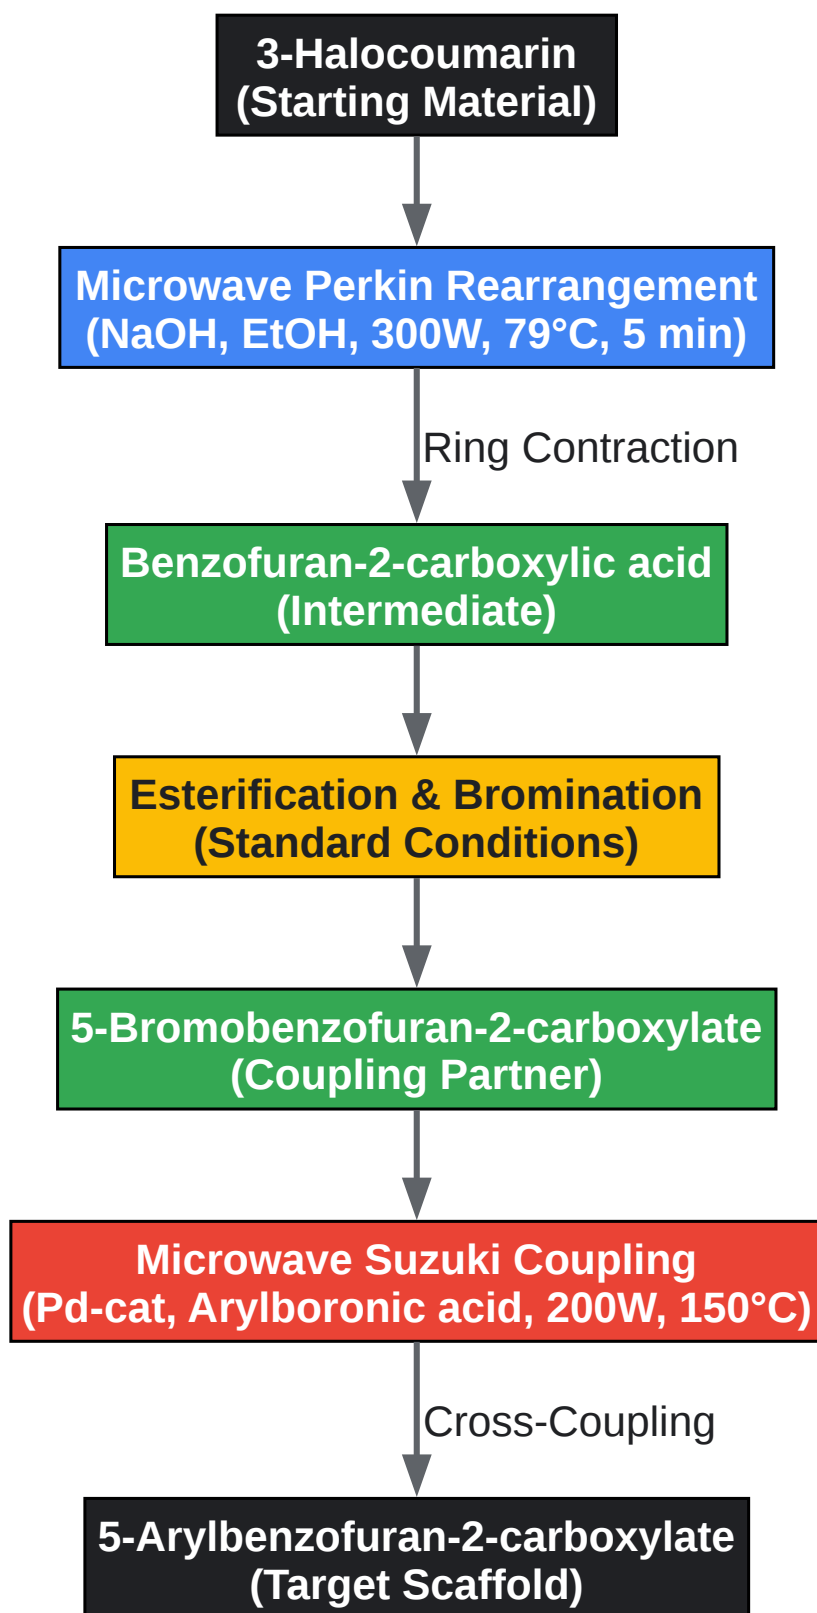 3-Halocoumarin
(Starting Material)
Microwave Perkin Rearrangement
(NaOH, EtOH, 300W, 79°C, 5 min)
Ring Contraction
Benzofuran-2-carboxylic acid
(Intermediate)
Esterification & Bromination
(Standard Conditions)
5-Bromobenzofuran-2-carboxylate
(Coupling Partner)
Microwave Suzuki Coupling
(Pd-cat, Arylboronic acid, 200W, 150°C)
Cross-Coupling
5-Arylbenzofuran-2-carboxylate
(Target Scaffold)